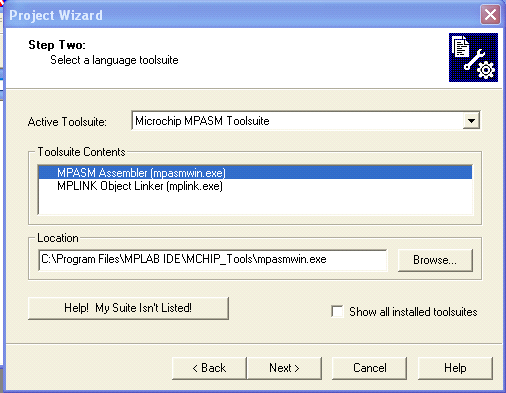 Project Wizard
Step Two:
Select a language toolsuite
Active Toolsuite: Microchip MPASM Toolsuite
Toolsuite Contents
MPASM Assembler (mpasmwin.exe)
MPLINK Object Linker (mplink.exe)
Location
C:\Program Files\MPLAB IDE\MCHIP_Tools\mpasmwin.exe Browse...
Help! My Suite Isn't Listed! Show all installed toolsuites
< Back Next > Cancel Help